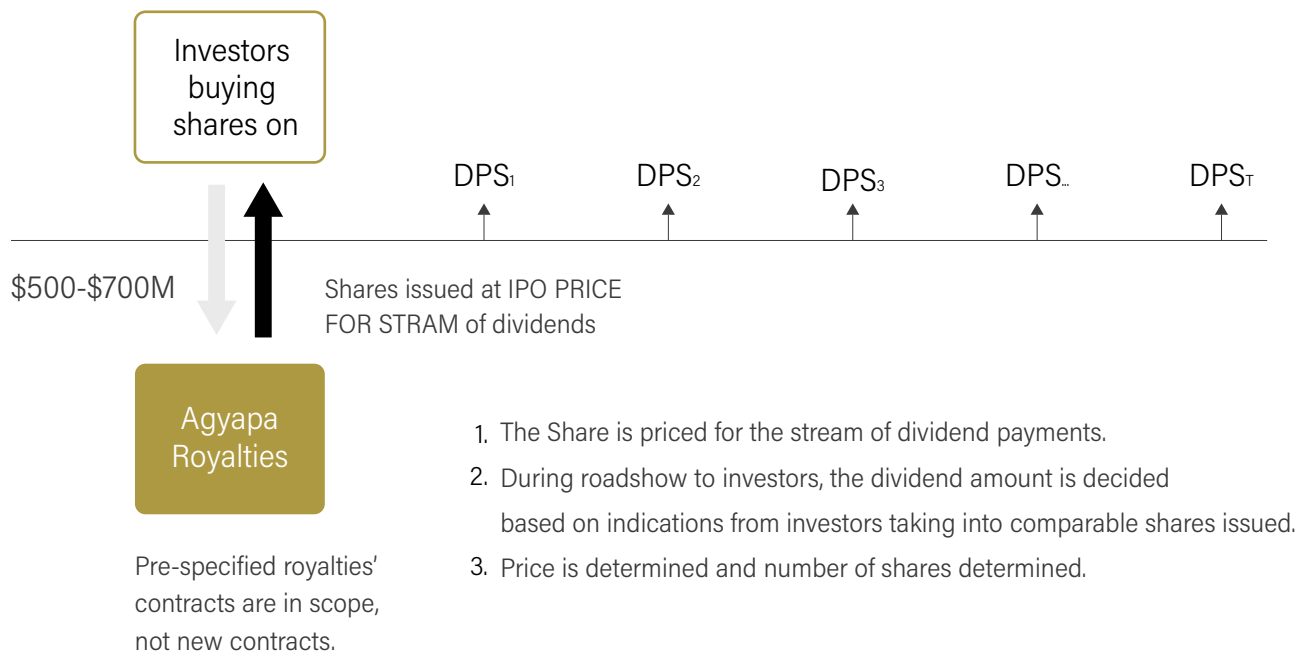 Investors
buying
shares on
DPS1
DPS2
DPS3
DPS...
DPST
$500-$700M
Shares issued at IPO PRICE
FOR STRAM of dividends
Agyapa
Royalties
Pre-specified royalties’
contracts are in scope,
not new contracts.
1. The Share is priced for the stream of dividend payments.
2. During roadshow to investors, the dividend amount is decided
based on indications from investors taking into comparable shares issued.
3. Price is determined and number of shares determined.